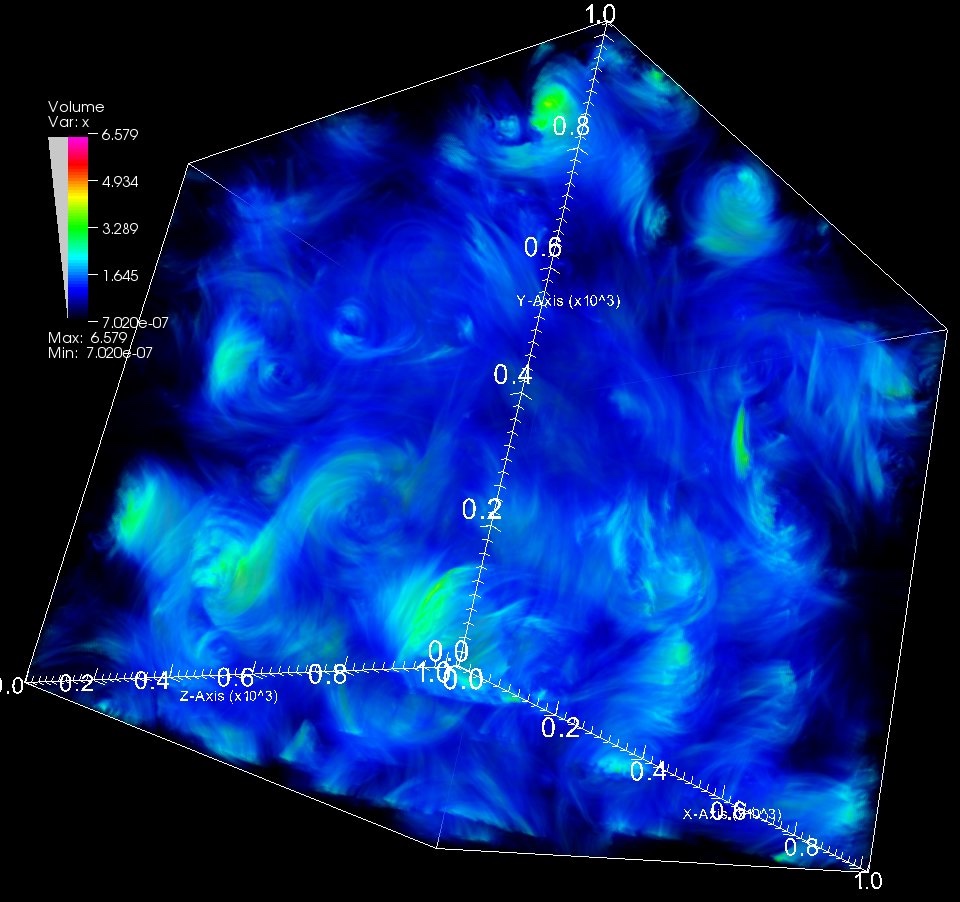 1.0
Volume
Var: x
6.579
0.8
4.934
3.289
0.6
1.645
Y-Axis (x10^3)
7.020e-07
Max: 6.579
Min: 7.020e-07
0.4
0.2
0.0
0.0 0.2 0.4 0.6 0.8 1.0 0.0
Z-Axis (x10^3)
0.2
0.4
X-Axis (x10^3)
0.6
0.8
1.0